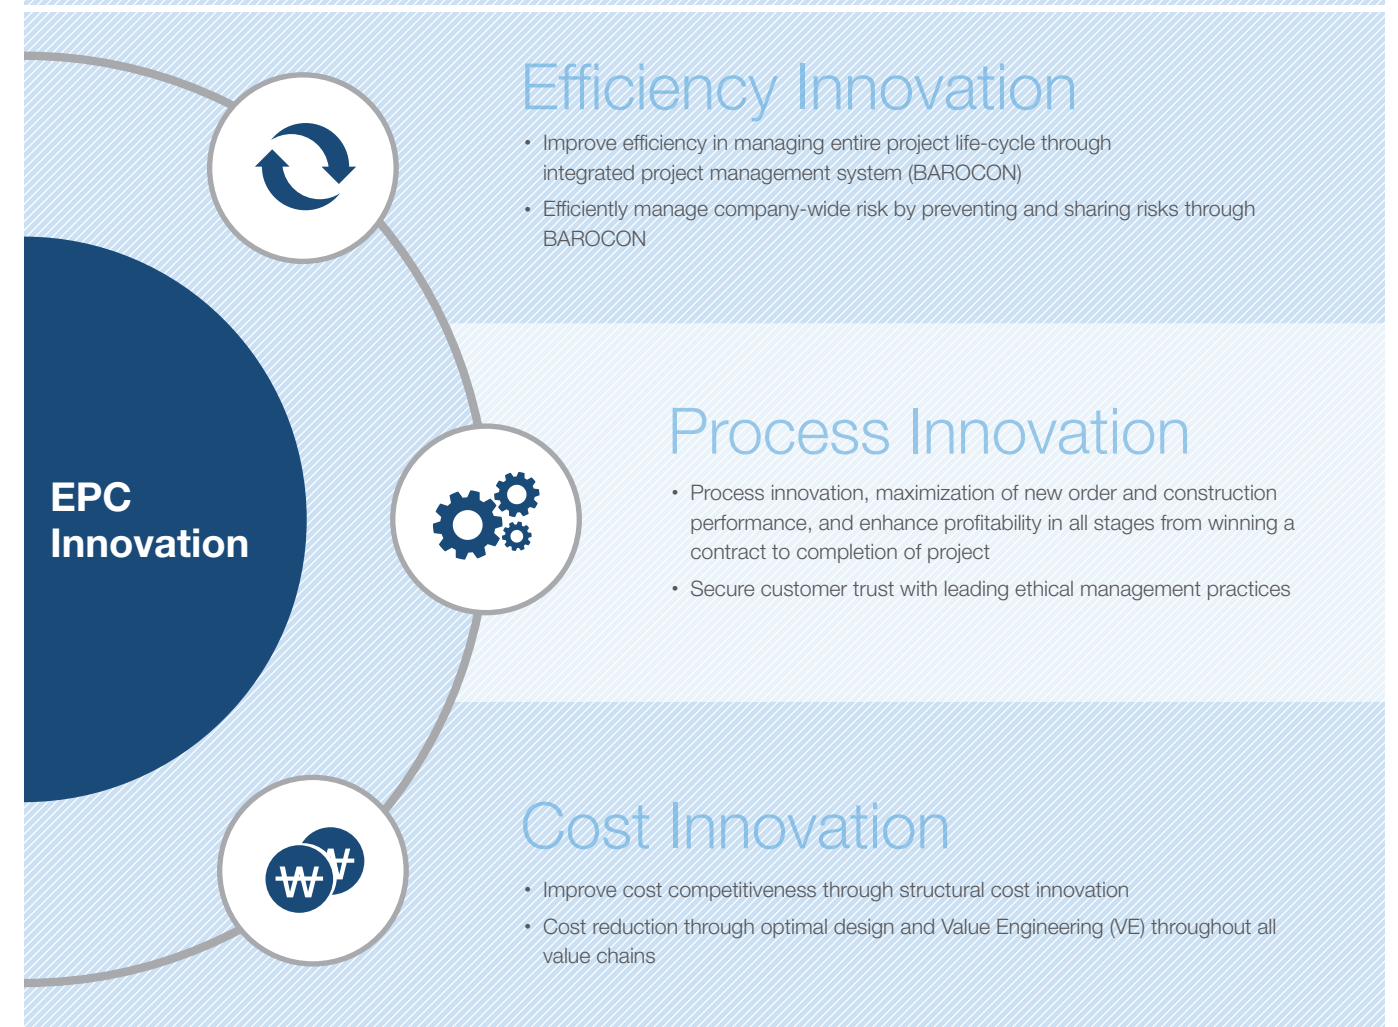 Efficiency Innovation
• Improve efficiency in managing entire project life-cycle through
integrated project management system (BAROCON)
• Efficiently manage company-wide risk by preventing and sharing risks through
BAROCON
EPC
Innovation
Process Innovation
• Process innovation, maximization of new order and construction
performance, and enhance profitability in all stages from winning a
contract to completion of project
• Secure customer trust with leading ethical management practices
₩ ₩
Cost Innovation
• Improve cost competitiveness through structural cost innovation
• Cost reduction through optimal design and Value Engineering (VE) throughout all
value chains